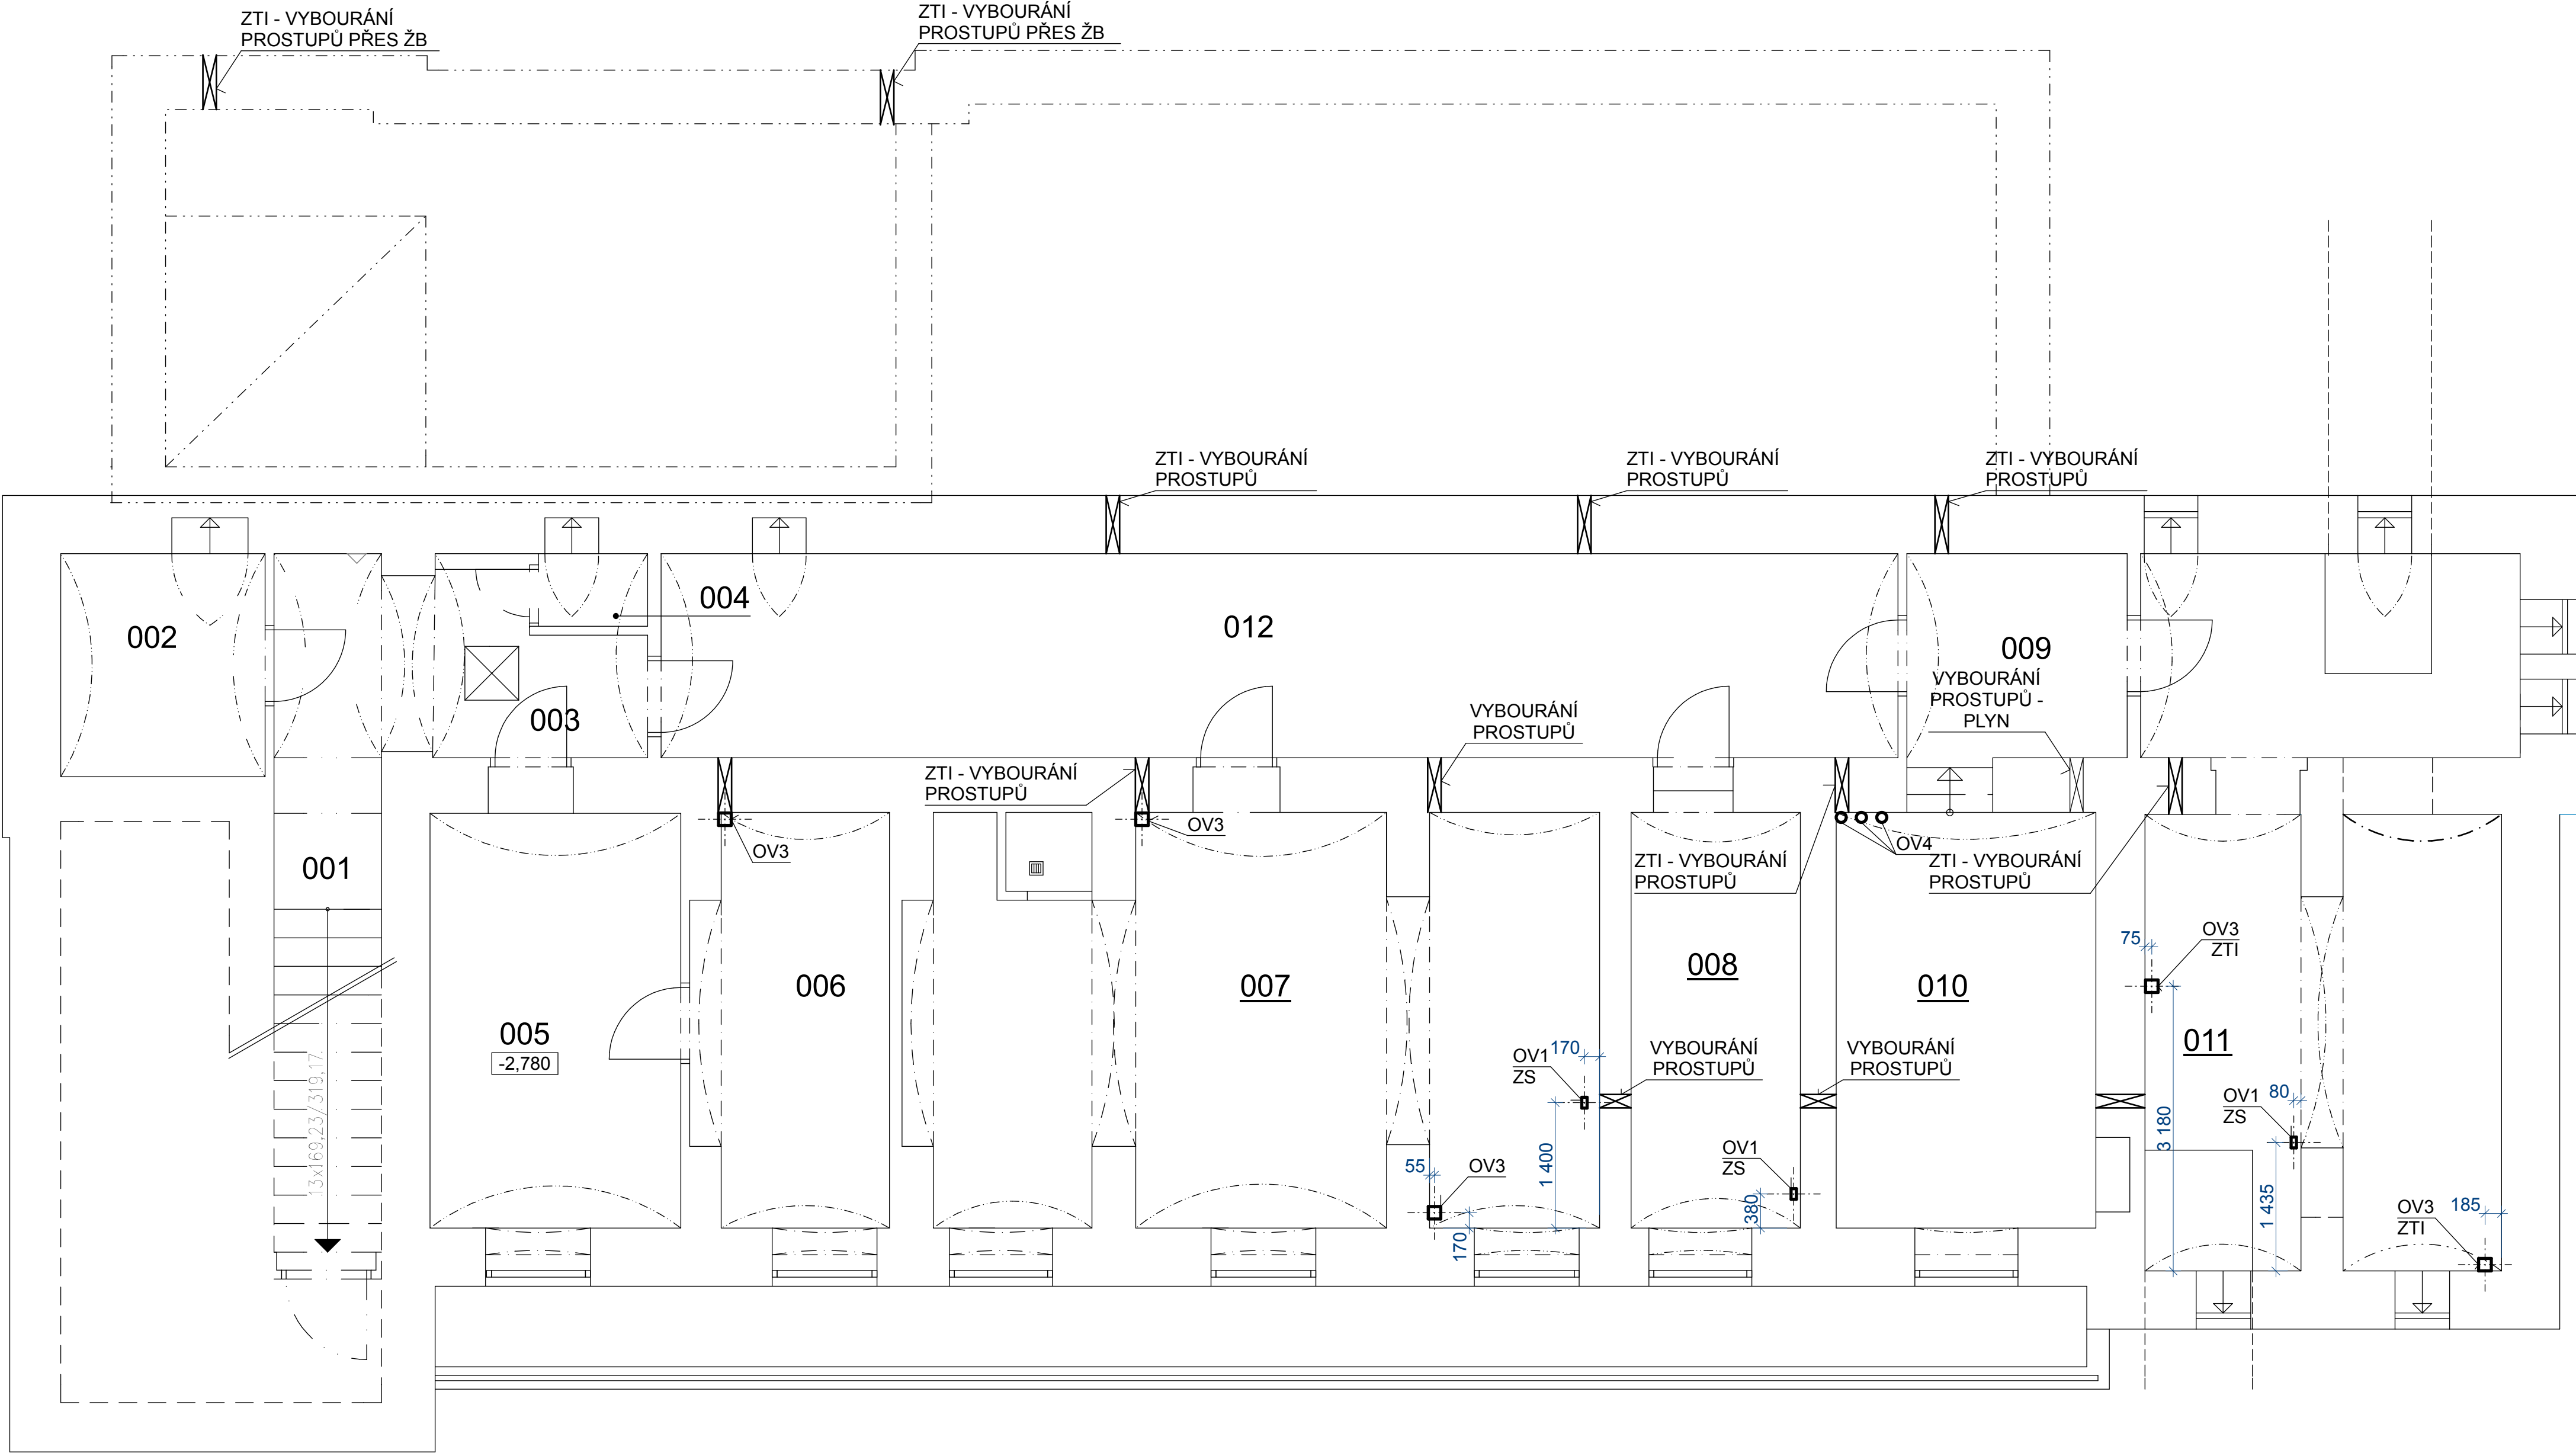 ZTI - VYBOURÁNÍ
PROSTUPŮ PŘES ŽB
ZTI - VYBOURÁNÍ
PROSTUPŮ PŘES ŽB
ZTI - VYBOURÁNÍ
PROSTUPŮ
ZTI - VYBOURÁNÍ
PROSTUPŮ
ZTI - VYBOURÁNÍ
PROSTUPŮ
002
004
012
009
003
VYBOURÁNÍ
PROSTUPŮ -
PLYN
VYBOURÁNÍ
PROSTUPŮ
ZTI - VYBOURÁNÍ
PROSTUPŮ
OV3
OV3
OV4
001
ZTI - VYBOURÁNÍ
PROSTUPŮ
ZTI - VYBOURÁNÍ
PROSTUPŮ
75
OV3
ZTI
006
007
008
010
005
-2,780
011
13x169,23/319,17
OV1
ZS
170
VYBOURÁNÍ
PROSTUPŮ
VYBOURÁNÍ
PROSTUPŮ
3 180
OV1
ZS
80
1 400
55
OV3
OV1
ZS
380
170
1 435
OV3
ZTI
185